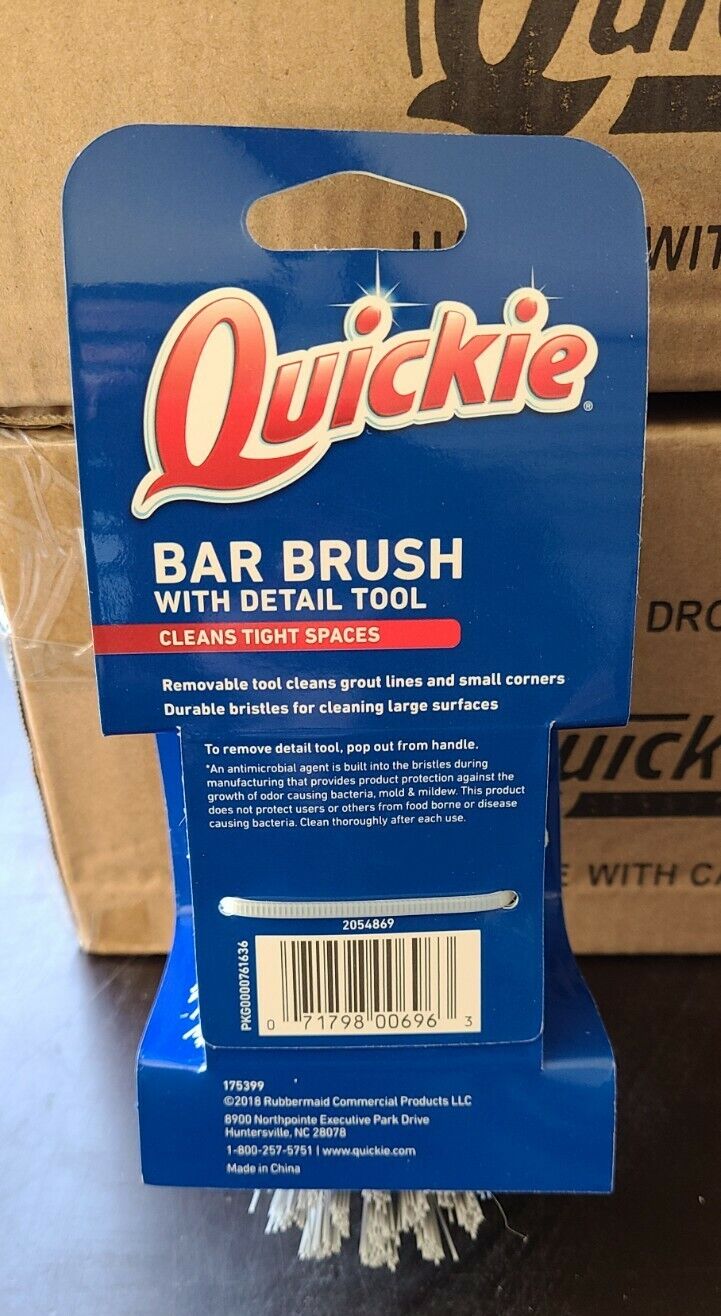 WIT
Quickie®
BAR BRUSH
WITH DETAIL TOOL
CLEANS TIGHT SPACES
Removable tool cleans grout lines and small corners
Durable bristles for cleaning large surfaces
To remove detail tool, pop out from handle.
*An antimicrobial agent is built into the bristles during
manufacturing that provides product protection against the
growth of odor causing bacteria, mold & mildew. This product
does not protect users or others from food borne or disease
causing bacteria. Clean thoroughly after each use.
DRO
uick
E WITH CA
2054869
PKG0000761636
0 71798 00696 3
175399
©2018 Rubbermaid Commercial Products LLC
8900 Northpointe Executive Park Drive
Huntersville, NC 28078
1-800-257-5751 | www.quickie.com
Made in China